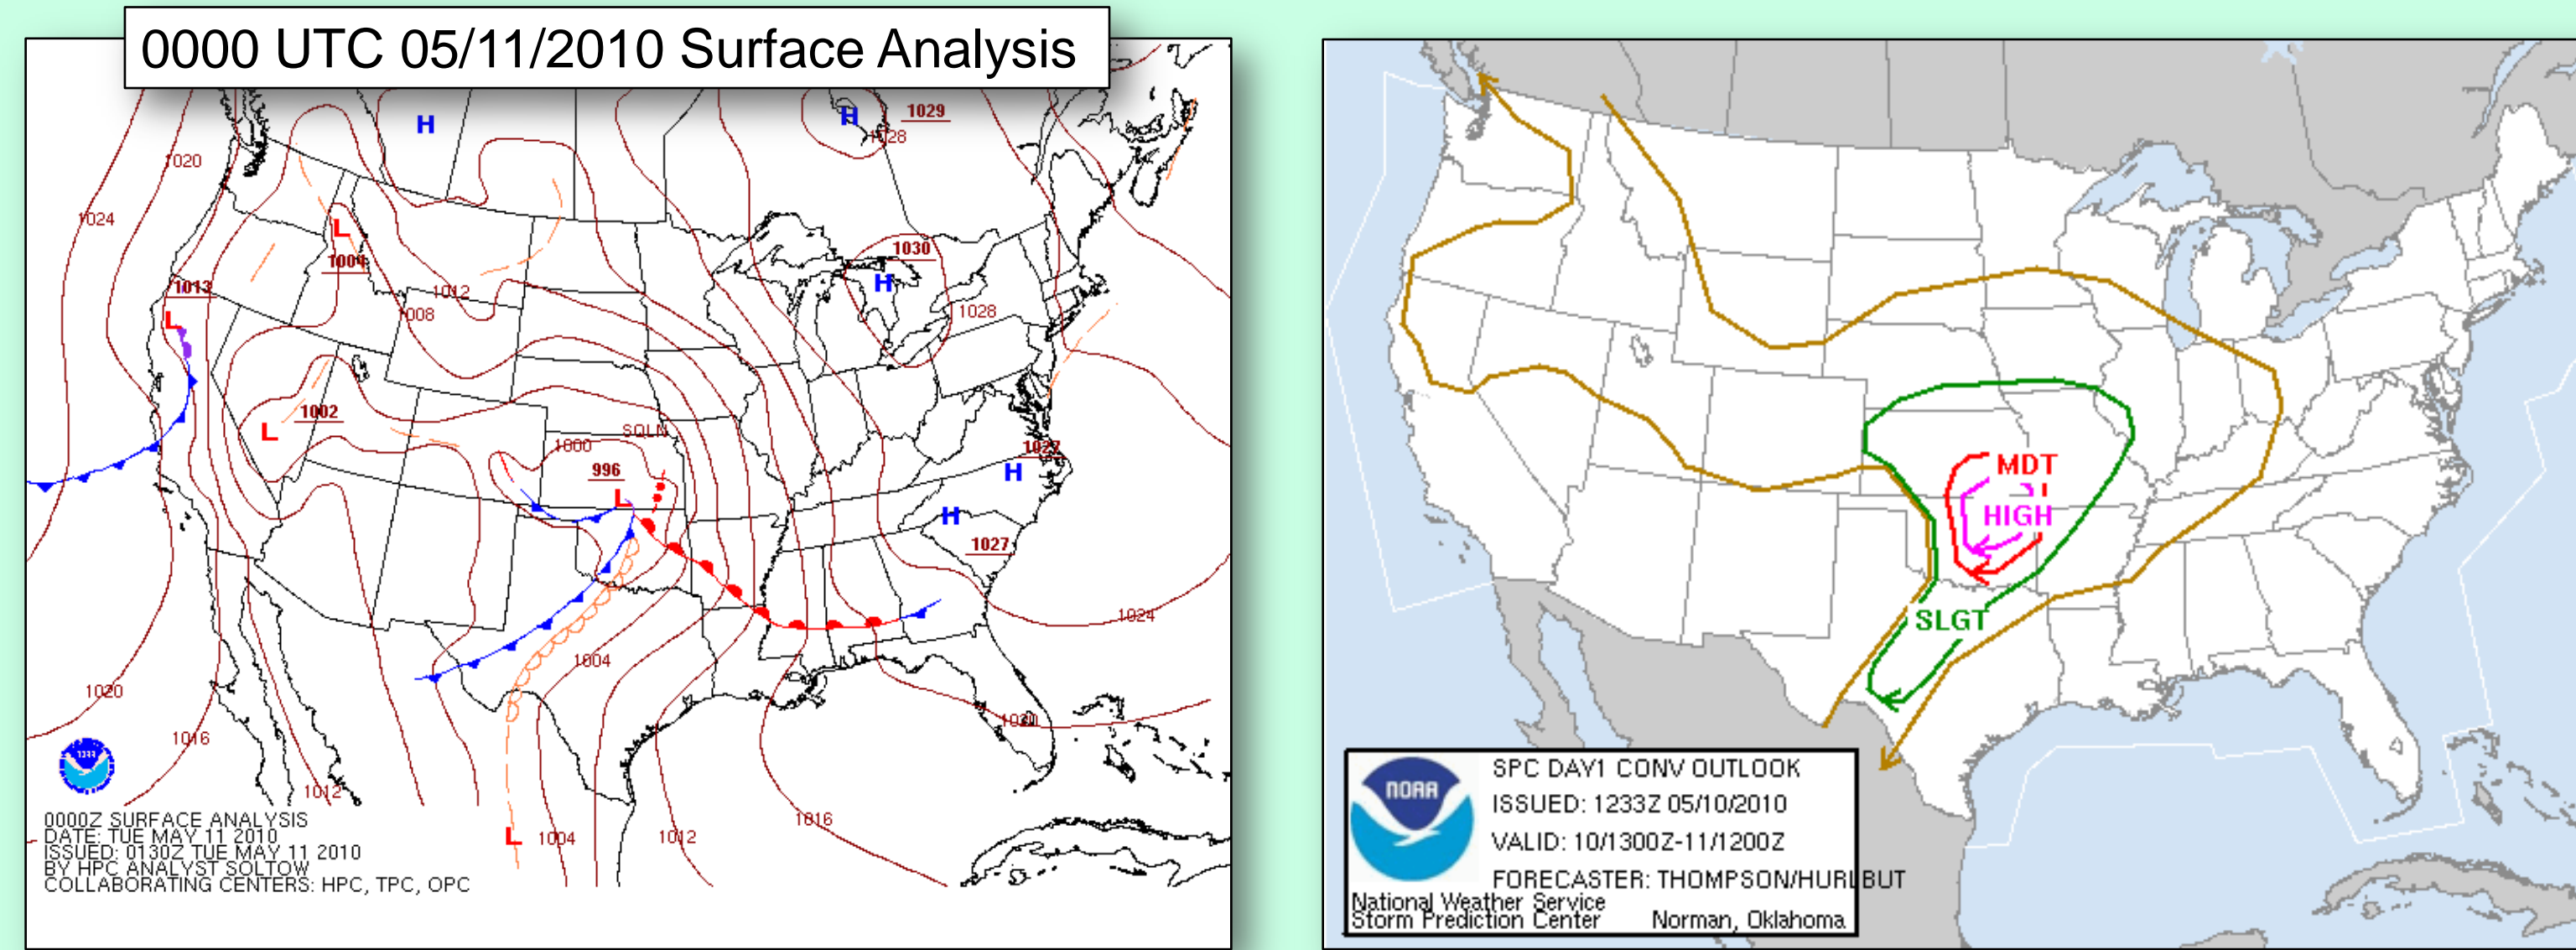 0000 UTC 05/11/2010 Surface Analysis
H
H
1029
1028
1020
1024
L
1004
1030
H
1013
1012
1008
1028
L
1002
L
SQLN
1000
996
L
1027
H
H
1027
1024
1004
1020
1020
1016
1012
L
1004
1012
1016
0000Z SURFACE ANALYSIS
DATE: TUE MAY 11 2010
ISSUED: 0130Z TUE MAY 11 2010
BY HPC ANALYST SOLTOW
COLLABORATING CENTERS: HPC, TPC, OPC
MDT
HIGH
SLGT
NOAA
SPC DAY1 CONV OUTLOOK
ISSUED: 1233Z 05/10/2010
VALID: 10/1300Z-11/1200Z
FORECASTER: THOMPSON/HURLBUT
National Weather Service
Storm Prediction Center Norman, Oklahoma